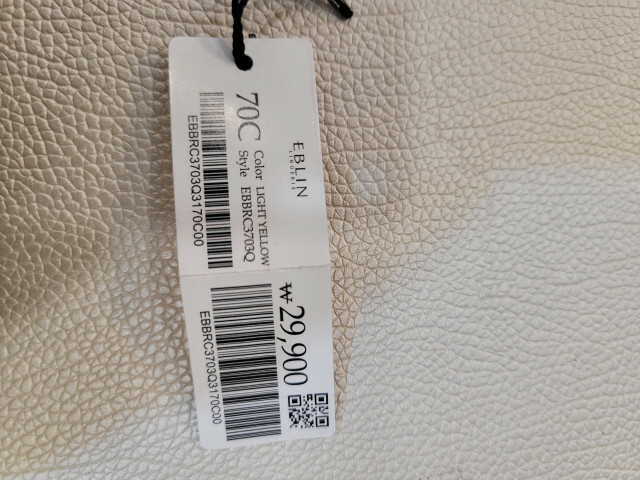 EBLIN
LINGERIE
70C
Color LIGHT YELLOW
Style EBBRC3703Q
EBBRC3703Q3170C00
₩29,900
EBBRC3703Q3170C00